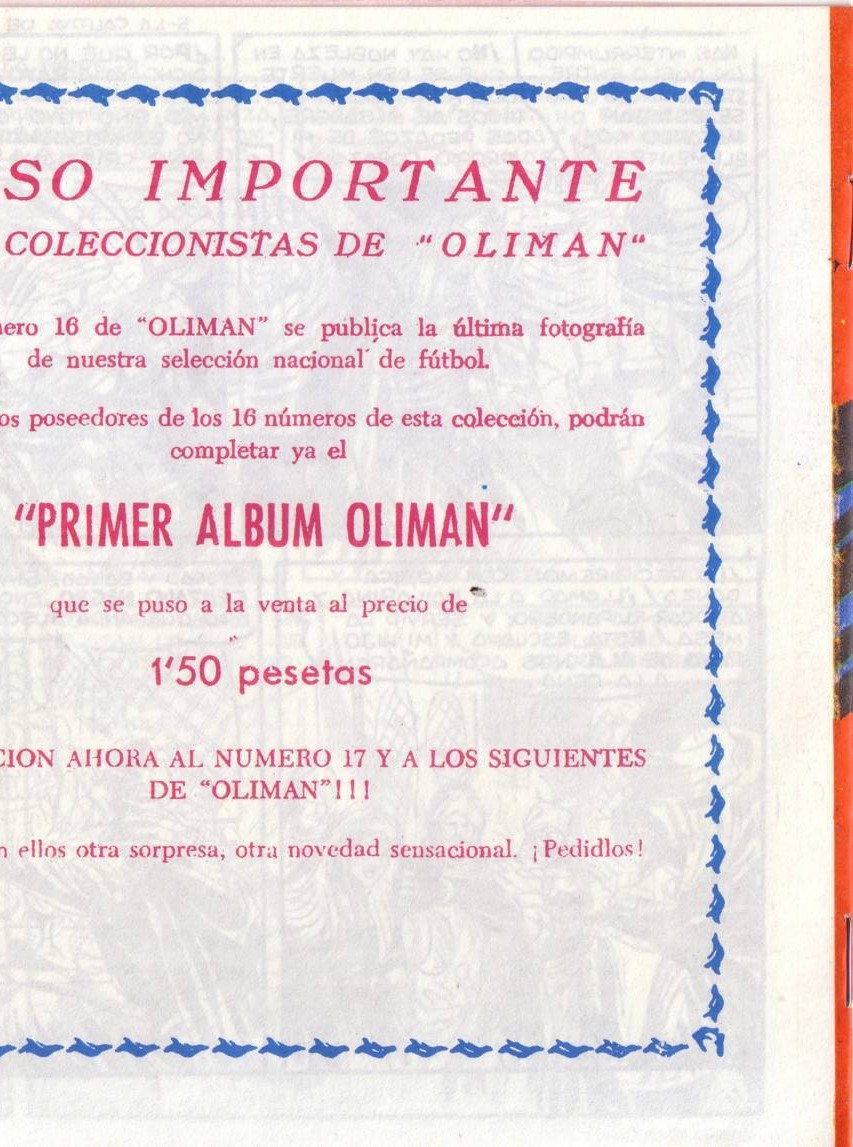 SO IMPORTANTE
COLECCIONISTAS DE “OLIMAN“
ero 16 de “OLIMAN” se publica la última fotografía
de nuestra selección nacional de fútbol.
os poseedores de los 16 números de esta colección, podrán
completar ya el
“PRIMER ALBUM OLIMAN“
que se puso a la venta al precio de
1'50 pesetas
CION AHORA AL NUMERO 17 Y A LOS SIGUIENTES
DE “OLIMAN”!!!
n ellos otra sorpresa, otra novedad sensacional. ¡Pedidlos!